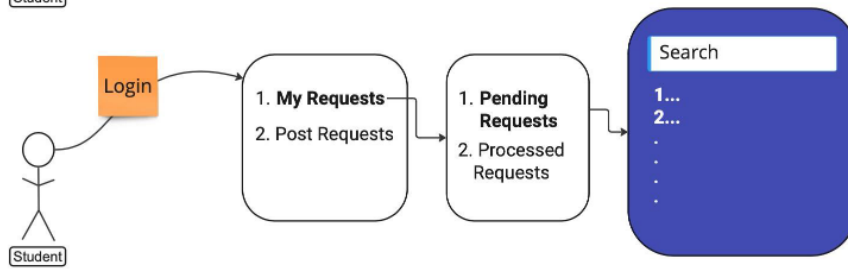 Student
Login
1. My Requests
2. Post Requests
1. Pending
Requests
2. Processed
Requests
Search
1...
2...
.
.
.
.
Student